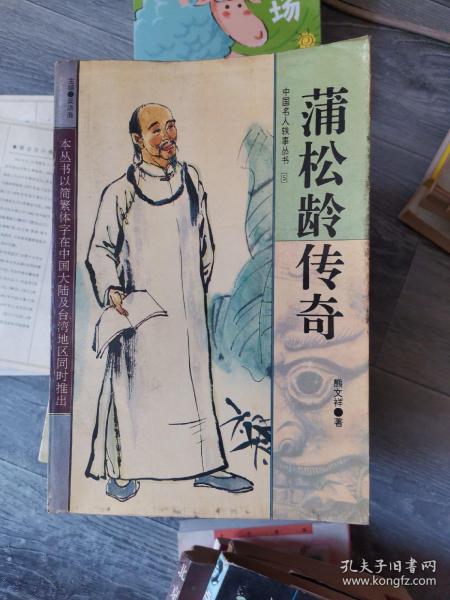 场
蒲松龄传奇
中国名人轶事丛书
5
熊文祥●著
本丛书以简繁体字在中国大陆及台湾地区同时推出
孔夫子旧书网
www.kongfz.com